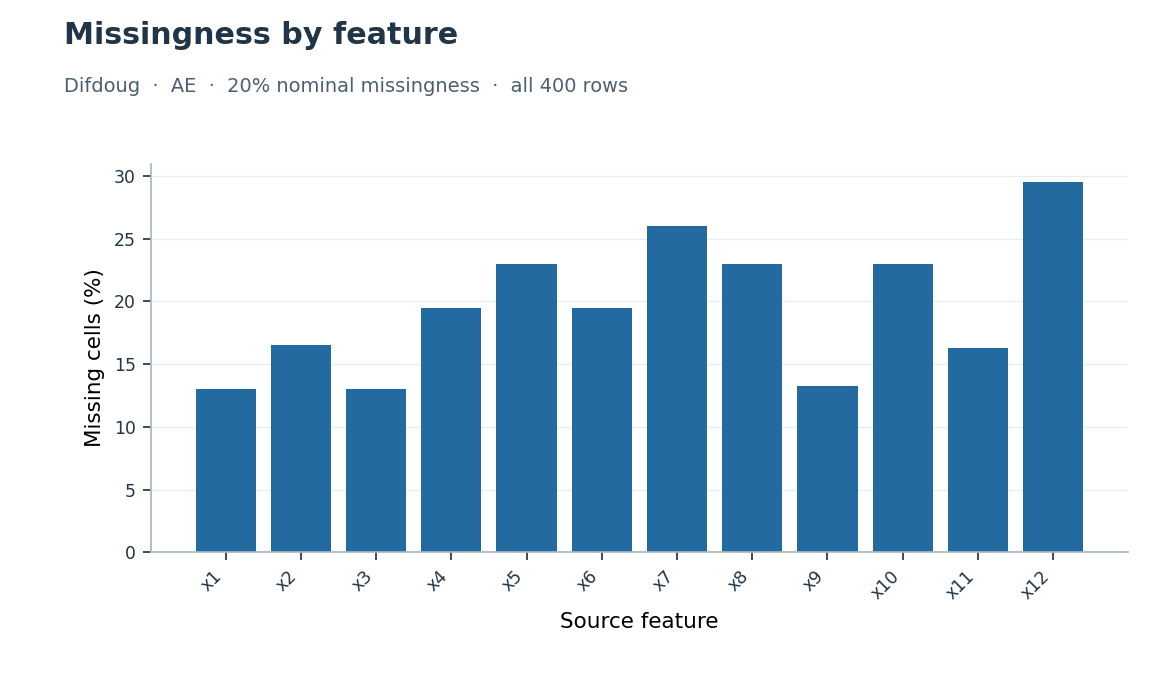 Missingness by feature
Difdoug · AE · 20% nominal missingness · all 400 rows
30
25
20
15
10
5
0
Missing cells (%)
x1 x2 x3 x4 x5 x6 x7 x8 x9 x10 x11 x12
Source feature